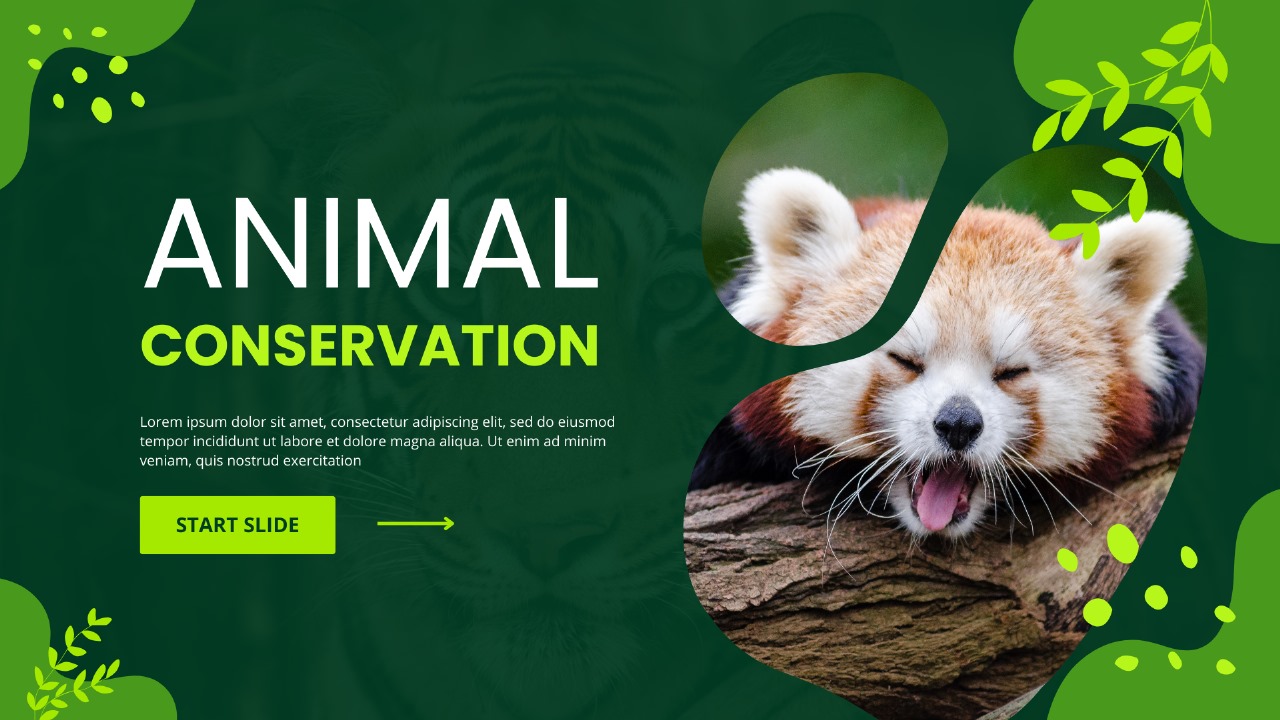 ANIMAL
CONSERVATION
Lorem ipsum dolor sit amet, consectetur adipiscing elit, sed do eiusmod
tempor incididunt ut labore et dolore magna aliqua. Ut enim ad minim
veniam, quis nostrud exercitation
START SLIDE